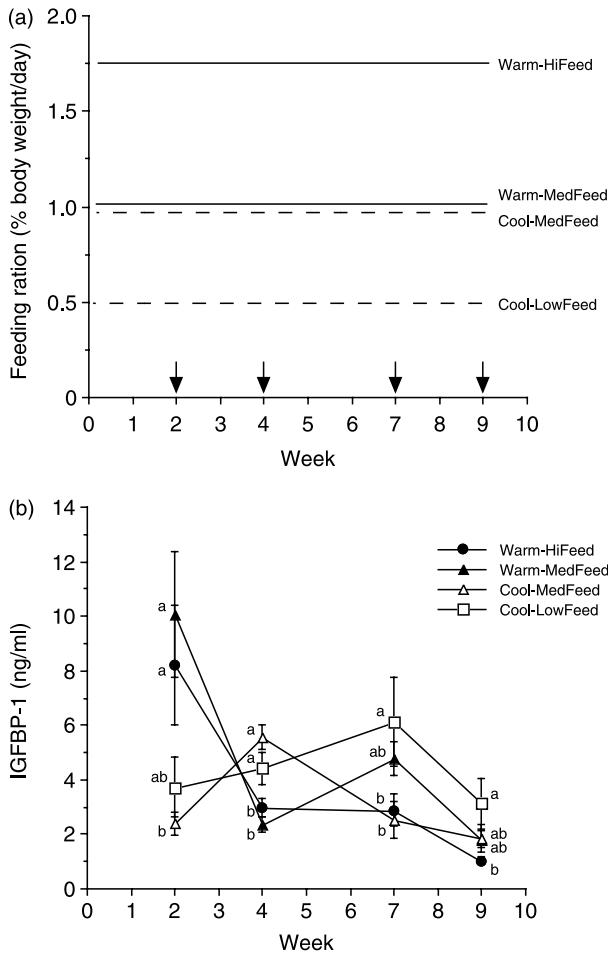 (a)
2.0
1.5
1.0
0.5
0
Feeding ration (% body weight/day)
Warm-HiFeed
Warm-MedFeed
Cool-MedFeed
Cool-LowFeed
0 1 2 3 4 5 6 7 8 9 10
Week
(b)
14
12
10
8
6
4
2
0
IGFBP-1 (ng/ml)
Warm-HiFeed
Warm-MedFeed
Cool-MedFeed
Cool-LowFeed
a
a
ab
b
a
a
b
b
a
ab
b
b
a
ab
ab
b
0 1 2 3 4 5 6 7 8 9 10
Week